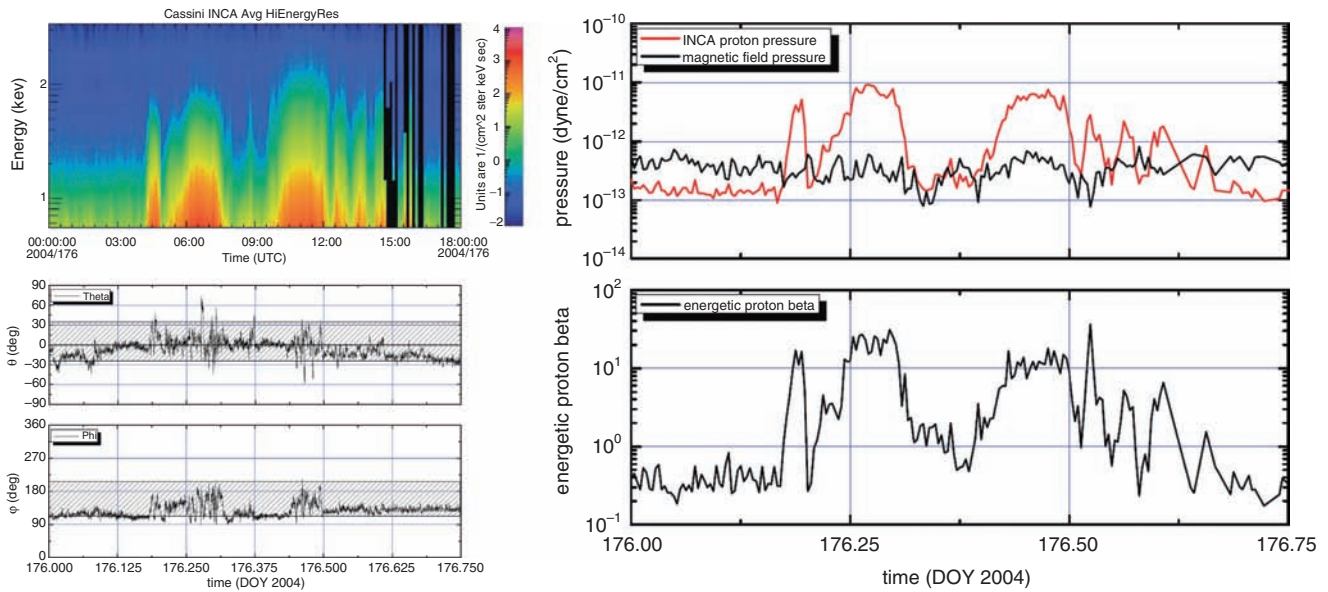 Cassini INCA Avg HiEnergyRes
Energy (kev)
2
1
4
3
2
1
0
−1
−2
Units are 1/(cm^2 ster keV sec)
00:00:00 03:00 06:00 09:00 12:00 15:00 18:00:00
2004/176 Time (UTC) 2004/176
90
60
30
0
−30
−60
−90
θ (deg)
Theta
360
270
180
90
0
φ (deg)
Phi
176.000 176.125 176.250 176.375 176.500 176.625 176.750
time (DOY 2004)
10−10
10−11
10−12
10−13
10−14
pressure (dyne/cm2)
INCA proton pressure
magnetic field pressure
102
101
100
10−1
energetic proton beta
energetic proton beta
176.00 176.25 176.50 176.75
time (DOY 2004)